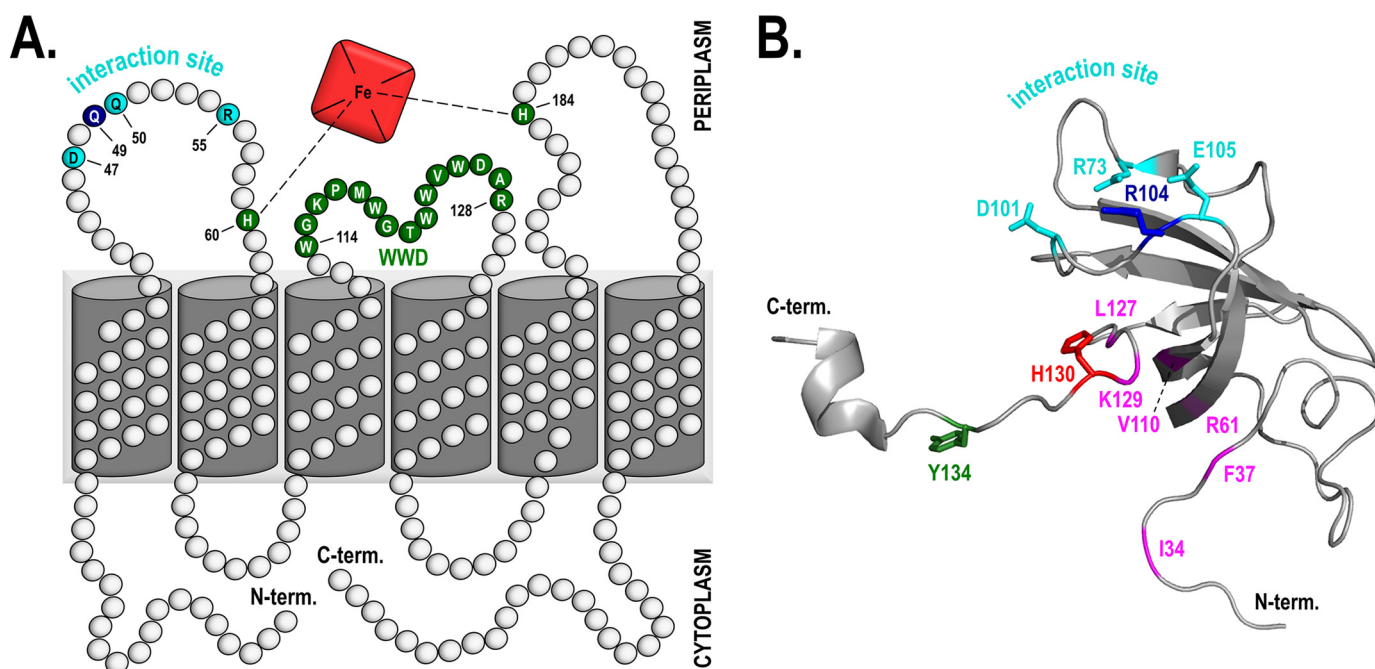 A.
interaction site
Q
Q
50
49
D
47
R
55
Fe
H
184
PERIPLASM
H
60
W
G
K
P
M
W
G
T
W
W
V
W
D
A
R
114
128
WWD
C-term.
N-term.
CYTOPLASM
B.
interaction site
R73
E105
R104
D101
C-term.
L127
H130
K129
V110
R61
Y134
F37
I34
N-term.